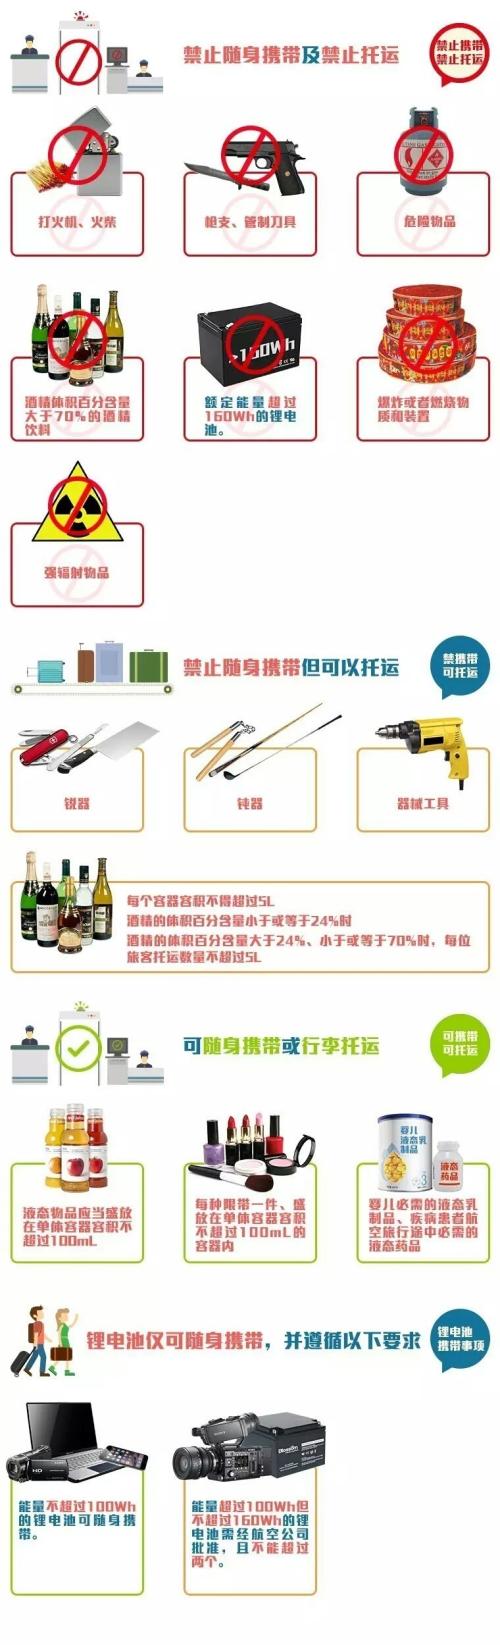 禁止随身携带及禁止托运
禁止携带
禁止托运
打火机、火柴
枪支、管制刀具
危险物品
>160Wh
酒精体积百分含量
大于70%的酒精
饮料
额定能量超过
160Wh的锂电
池。
爆炸或者燃烧物
质和装置
强辐射物品
禁止随身携带但可以托运
禁携带
可托运
锐器
钝器
器械工具
每个容器容积不得超过5L
酒精的体积百分含量小于或等于24%时
酒精的体积百分含量大于24%、小于或等于70%时，每位
旅客托运数量不超过5L
可随身携带或行李托运
可携带
可托运
婴儿
液态乳
制品
3
液态
药品
液态物品应当盛放
在单体容器容积不
超过100mL
每种限带一件、盛
放在单体容器容积
不超过100mL的
容器内
婴儿必需的液态乳
制品、疾病患者航
空旅行途中必需的
液态药品
锂电池仅可随身携带，并遵循以下要求
锂电池
携带事项
HD
能量不超过100Wh
的锂电池可随身携
带。
能量超过100Wh但
不超过160Wh的锂
电池需经航空公司
批准，且不能超过
两个。